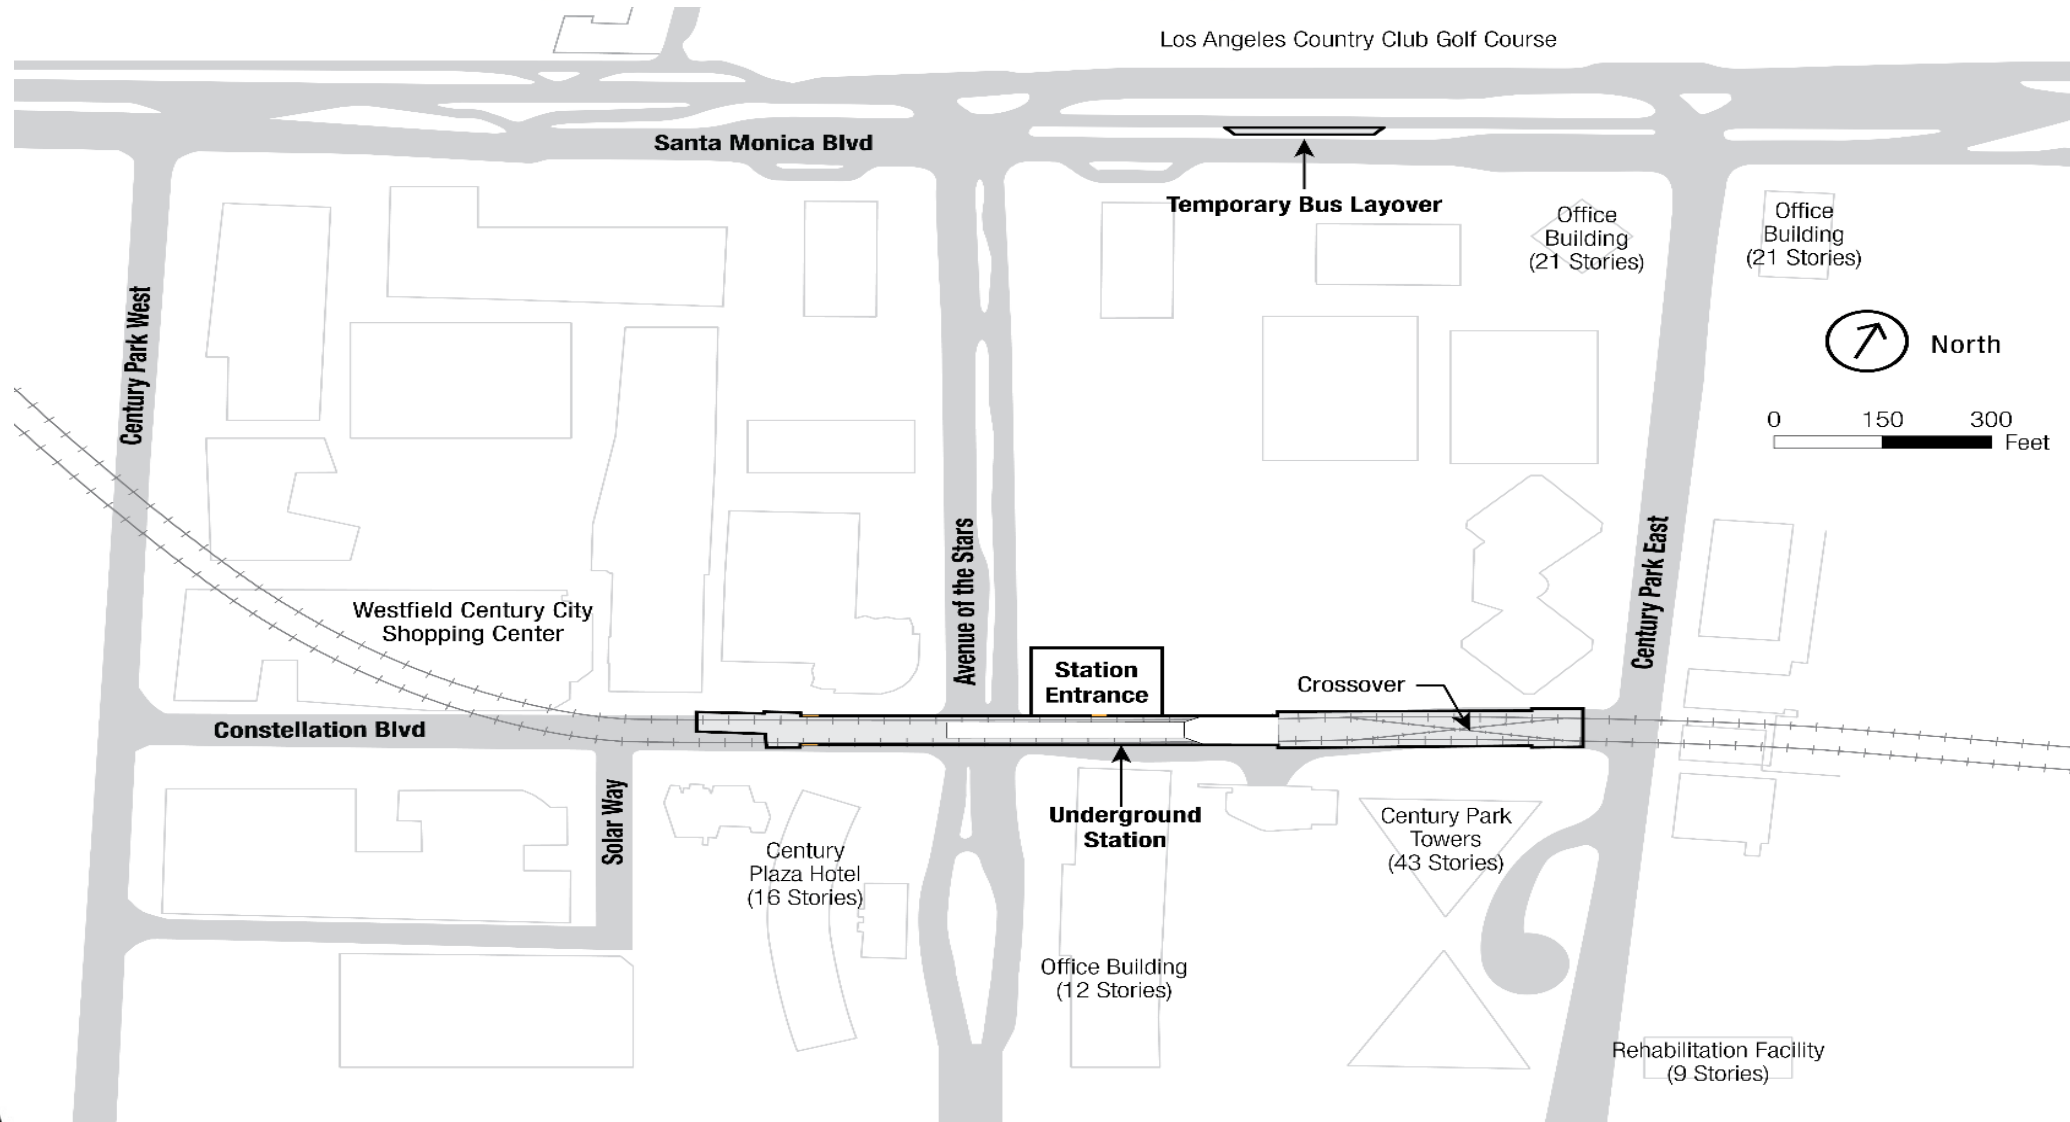 Los Angeles Country Club Golf Course
Santa Monica Blvd
Temporary Bus Layover
Office
Building
(21 Stories)
Office
Building
(21 Stories)
Century Park West
North
0 150 300
Feet
Avenue of the Stars
Century Park East
Westfield Century City
Shopping Center
Station
Entrance
Crossover
Constellation Blvd
Solar Way
Underground
Station
Century
Plaza Hotel
(16 Stories)
Century Park
Towers
(43 Stories)
Office Building
(12 Stories)
Rehabilitation Facility
(9 Stories)